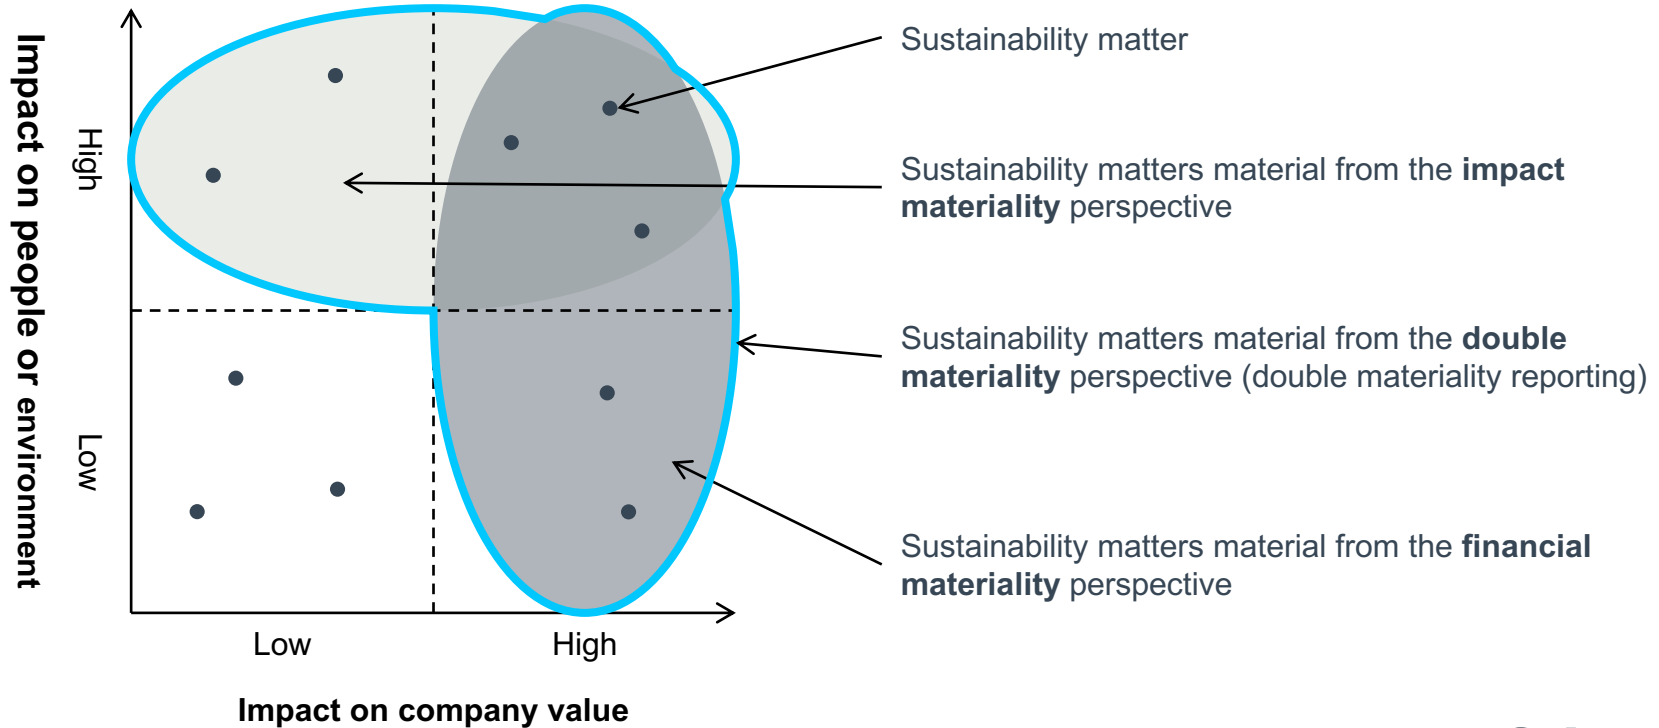 Impact on people or environment
High
Low
Sustainability matter
Sustainability matters material from the impact
materiality perspective
Sustainability matters material from the double
materiality perspective (double materiality reporting)
Sustainability matters material from the financial
materiality perspective
Low
High
Impact on company value